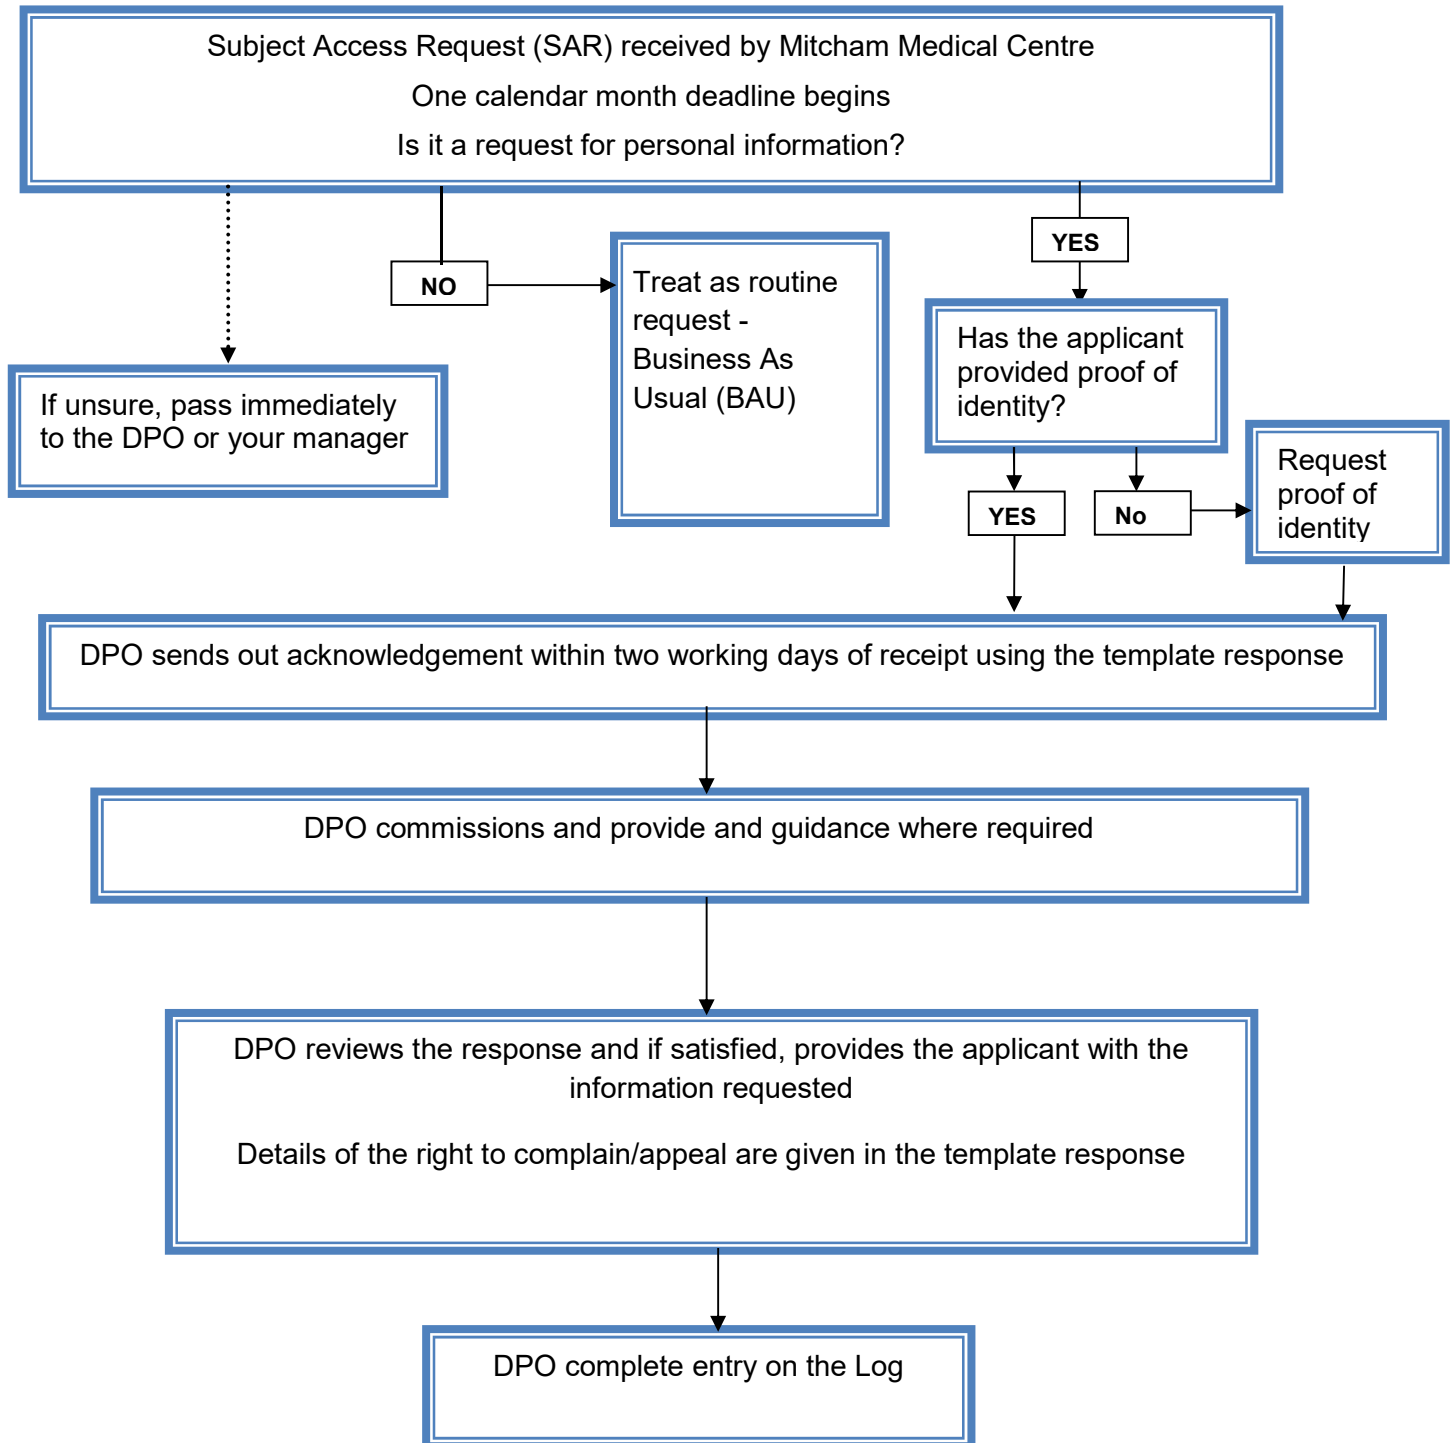 Subject Access Request (SAR) received by Mitcham Medical Centre
One calendar month deadline begins
Is it a request for personal information?
YES
NO
Treat as routine
request -
Business As
Usual (BAU)
Has the applicant
provided proof of
identity?
If unsure, pass immediately
to the DPO or your manager
Request
proof of
identity
YES
No
DPO sends out acknowledgement within two working days of receipt using the template response
DPO commissions and provide and guidance where required
DPO reviews the response and if satisfied, provides the applicant with the
information requested
Details of the right to complain/appeal are given in the template response
DPO complete entry on the Log